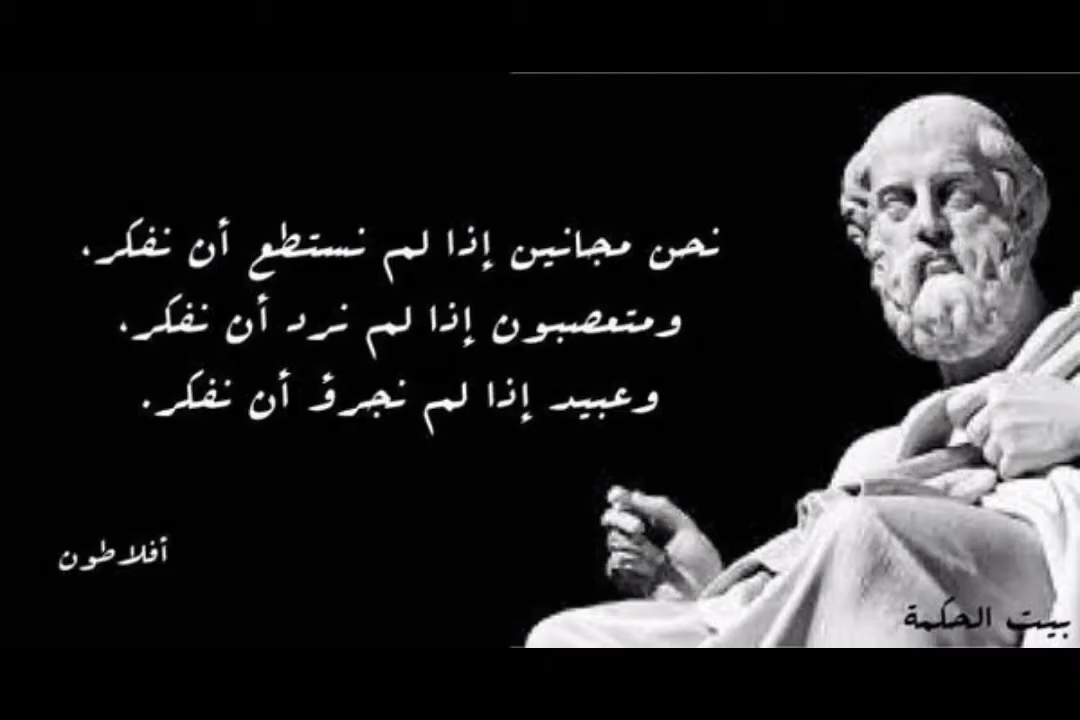 نحن مجانين إذا لم نستطع أن نفكر،
ومتعصبون إذا لم نرد أن نفكر،
وعبيد إذا لم نجرؤ أن نفكر.
أفلاطون
بيت الحكمة